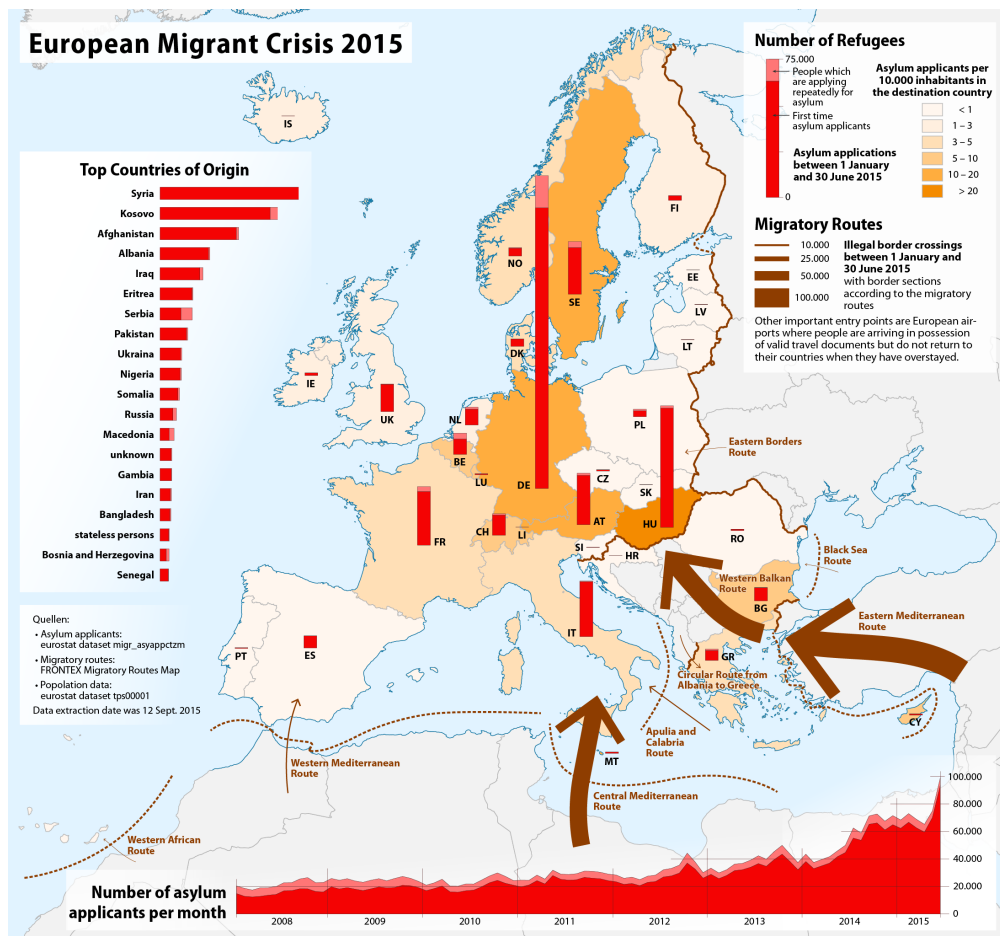 European Migrant Crisis 2015
Number of Refugees
75.000
People which
are applying
repeatedly for
asylum
First time
asylum applicants
Asylum applications
between 1 January
and 30 June 2015
0
Asylum applicants per
10.000 inhabitants in
the destination country
< 1
1 – 3
3 – 5
5 – 10
10 – 20
> 20
Migratory Routes
10.000
25.000
50.000
100.000
Illegal border crossings
between 1 January and
30 June 2015
with border sections
according to the migratory
routes
Other important entry points are European air-
ports where people are arriving in possession
of valid travel documents but do not return to
their countries when they have overstayed.
Top Countries of Origin
Syria
Kosovo
Afghanistan
Albania
Iraq
Eritrea
Serbia
Pakistan
Ukraina
Nigeria
Somalia
Russia
Macedonia
unknown
Gambia
Iran
Bangladesh
stateless persons
Bosnia and Herzegovina
Senegal
IS
FI
NO
SE
EE
LV
LT
DK
IE
UK
NL
BE
LU
DE
PL
CZ
SK
AT
HU
CH
LI
FR
SI
HR
RO
BG
IT
GR
ES
PT
MT
CY
Eastern Borders
Route
Black Sea
Route
Western Balkan
Route
Eastern Mediterranean
Route
Circular Route from
Albania to Greece
Apulia and
Calabria
Route
Central Mediterranean
Route
Western Mediterranean
Route
Western African
Route
Quellen:
• Asylum applicants:
eurostat dataset migr_asyappctzm
• Migratory routes:
FRONTEX Migratory Routes Map
• Popolation data:
eurostat dataset tps00001
Data extraction date was 12 Sept. 2015
Number of asylum
applicants per month
100.000
80.000
60.000
40.000
20.000
0
2008
2009
2010
2011
2012
2013
2014
2015